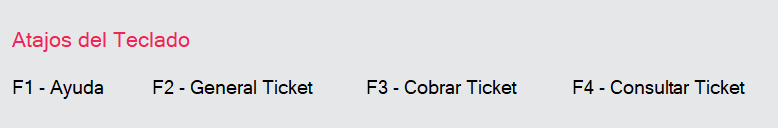 Atajos del Teclado
F1 - Ayuda F2 - General Ticket F3 - Cobrar Ticket F4 - Consultar Ticket